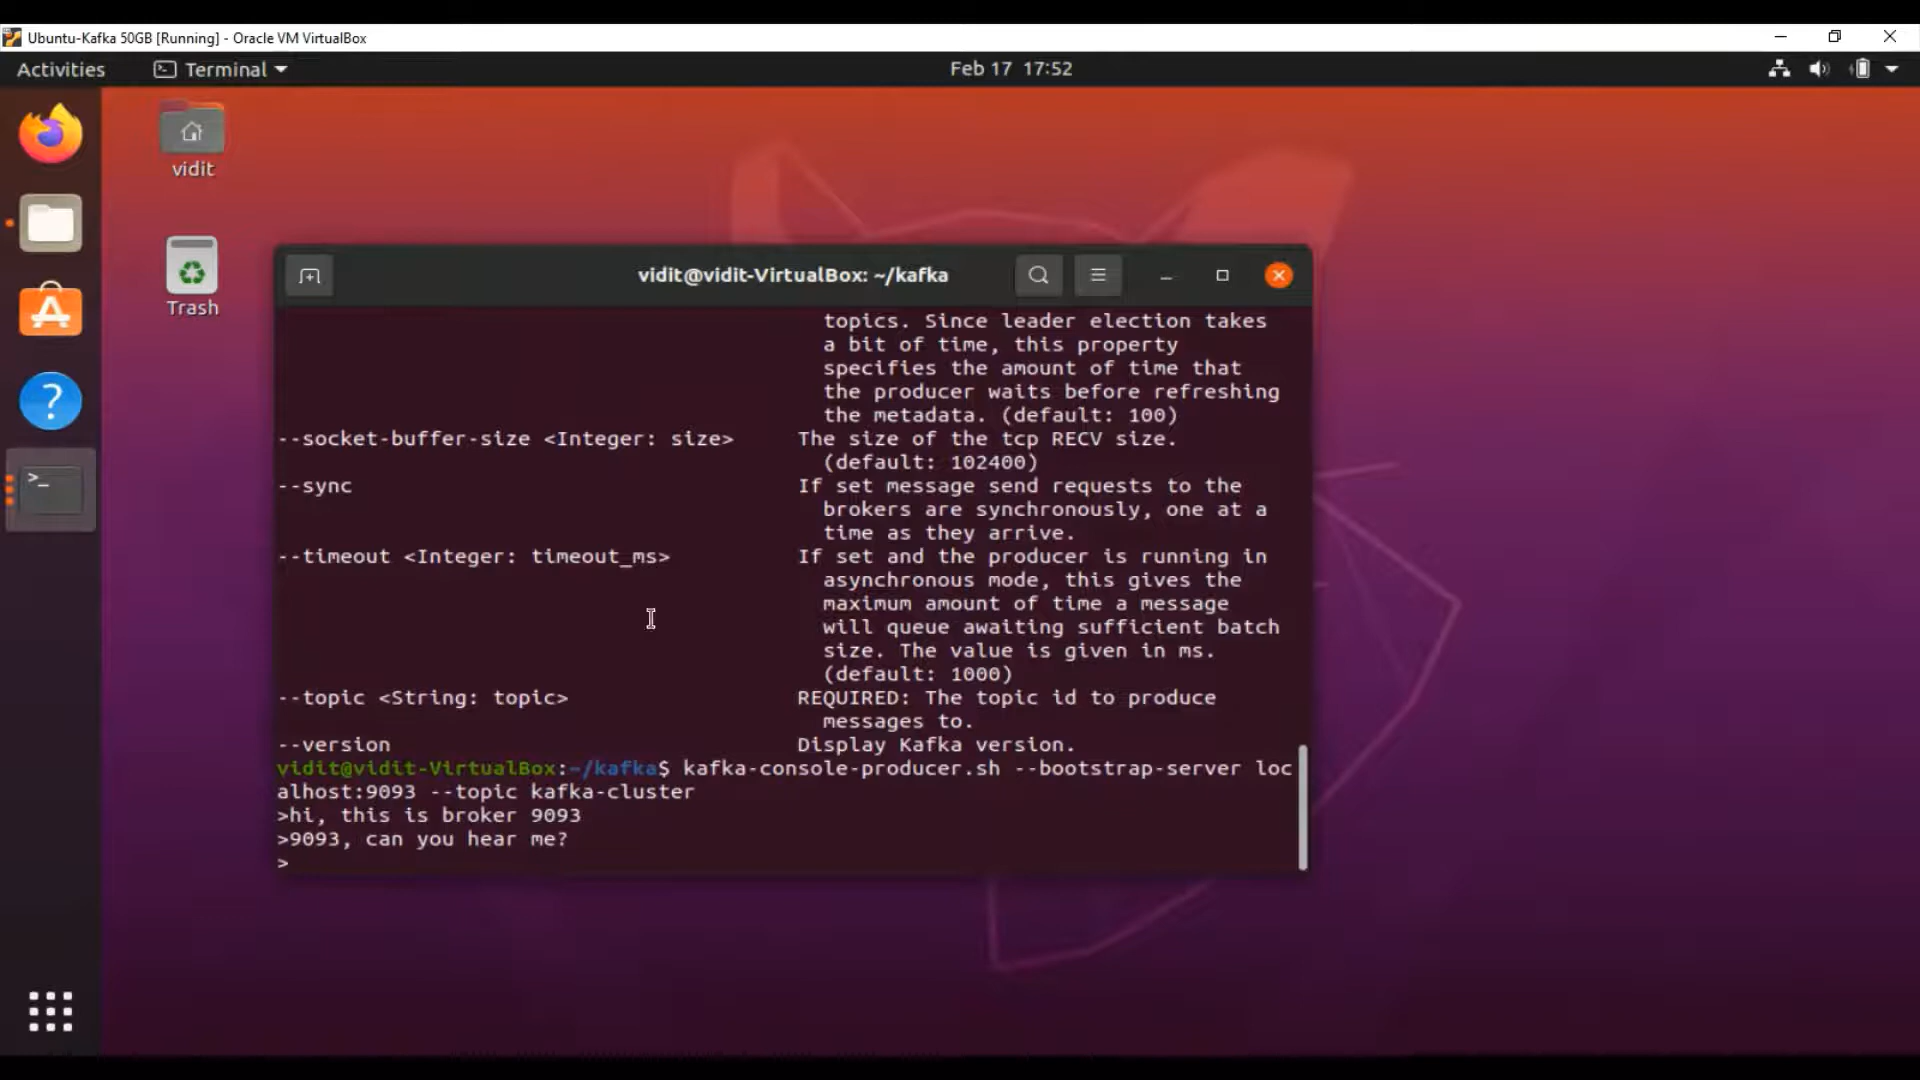 Ubuntu-Kafka 50GB [Running] - Oracle VM VirtualBox
Activities
Terminal
Feb 17 17:52
vidit
Trash
vidit@vidit-VirtualBox: ~/kafka
topics. Since leader election takes
a bit of time, this property
specifies the amount of time that
the producer waits before refreshing
the metadata. (default: 100)
--socket-buffer-size <Integer: size> The size of the tcp RECV size.
(default: 102400)
--sync If set message send requests to the
brokers are synchronously, one at a
time as they arrive.
--timeout <Integer: timeout_ms> If set and the producer is running in
asynchronous mode, this gives the
maximum amount of time a message
will queue awaiting sufficient batch
size. The value is given in ms.
(default: 1000)
--topic <String: topic> REQUIRED: The topic id to produce
messages to.
--version Display Kafka version.
vidit@vidit-VirtualBox:~/kafka$ kafka-console-producer.sh --bootstrap-server loc
alhost:9093 --topic kafka-cluster
>hi, this is broker 9093
>9093, can you hear me?
>